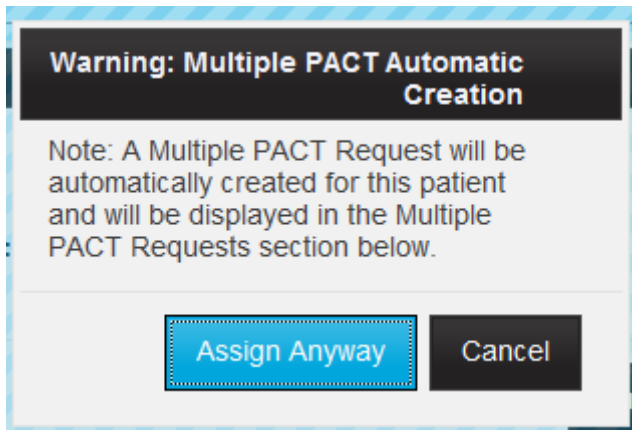 Warning: Multiple PACT Automatic
Creation
Note: A Multiple PACT Request will be
automatically created for this patient
and will be displayed in the Multiple
PACT Requests section below.
Assign Anyway
Cancel